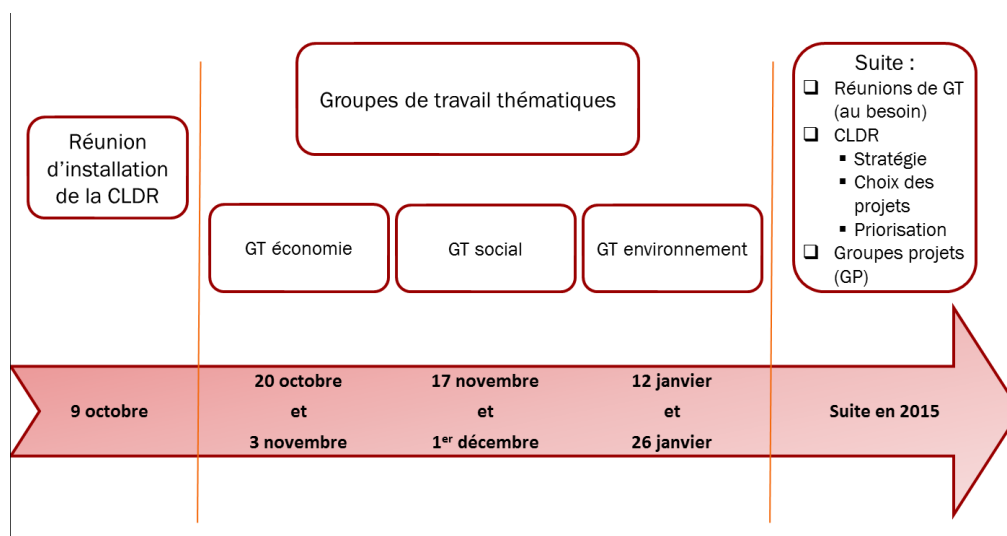 Réunion
d’installation
de la CLDR
Groupes de travail thématiques
GT économie
GT social
GT environnement
Suite :
❑ Réunions de GT
(au besoin)
❑ CLDR
▪ Stratégie
▪ Choix des
projets
▪ Priorisation
❑ Groupes projets
(GP)
9 octobre
20 octobre
et
3 novembre
17 novembre
et
1er décembre
12 janvier
et
26 janvier
Suite en 2015